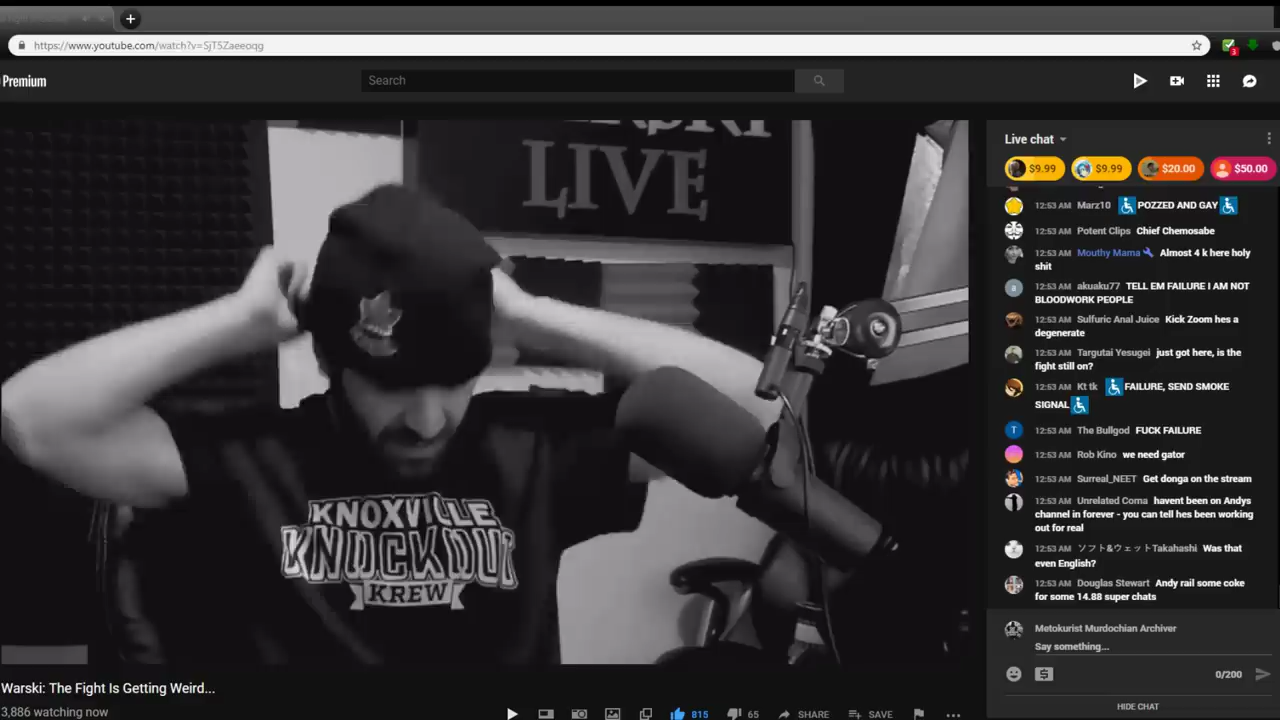 https://www.youtube.com/watch?v=SjT5Zaeeoqg
Premium
Search
LIVE
KNOXVILLE
KNOCKOUT
KREW
Warski: The Fight Is Getting Weird...
3,886 watching now
815
65
SHARE
SAVE
Live chat
$9.99
$9.99
$20.00
$50.00
12:53 AM Marz10 POZZED AND GAY
12:53 AM Potent Clips Chief Chemosabe
12:53 AM Mouthy Mama Almost 4 k here holy
shit
12:53 AM akuaku77 TELL EM FAILURE I AM NOT
BLOODWORK PEOPLE
12:53 AM Sulfuric Anal Juice Kick Zoom hes a
degenerate
12:53 AM Targutai Yesugei just got here, is the
fight still on?
12:53 AM Kt tk FAILURE, SEND SMOKE
SIGNAL
12:53 AM The Bullgod FUCK FAILURE
12:53 AM Rob Kino we need gator
12:53 AM Surreal_NEET Get donga on the stream
12:53 AM Unrelated Coma havent been on Andys
channel in forever - you can tell hes been working
out for real
12:53 AM ソフト&ウェットTakahashi Was that
even English?
12:53 AM Douglas Stewart Andy rail some coke
for some 14.88 super chats
Metokurist Murdochian Archiver
Say something...
0/200
HIDE CHAT